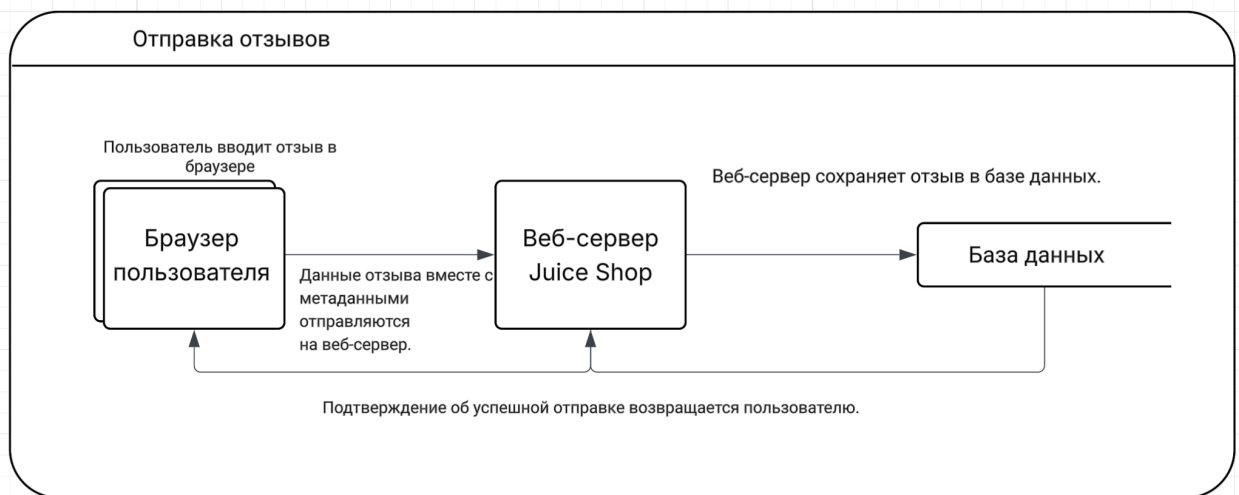 Отправка отзывов
Пользователь вводит отзыв в
браузере
Браузер
пользователя
Данные отзыва вместе с
метаданными
отправляются
на веб-сервер.
Веб-сервер
Juice Shop
Веб-сервер сохраняет отзыв в базе данных.
База данных
Подтверждение об успешной отправке возвращается пользователю.